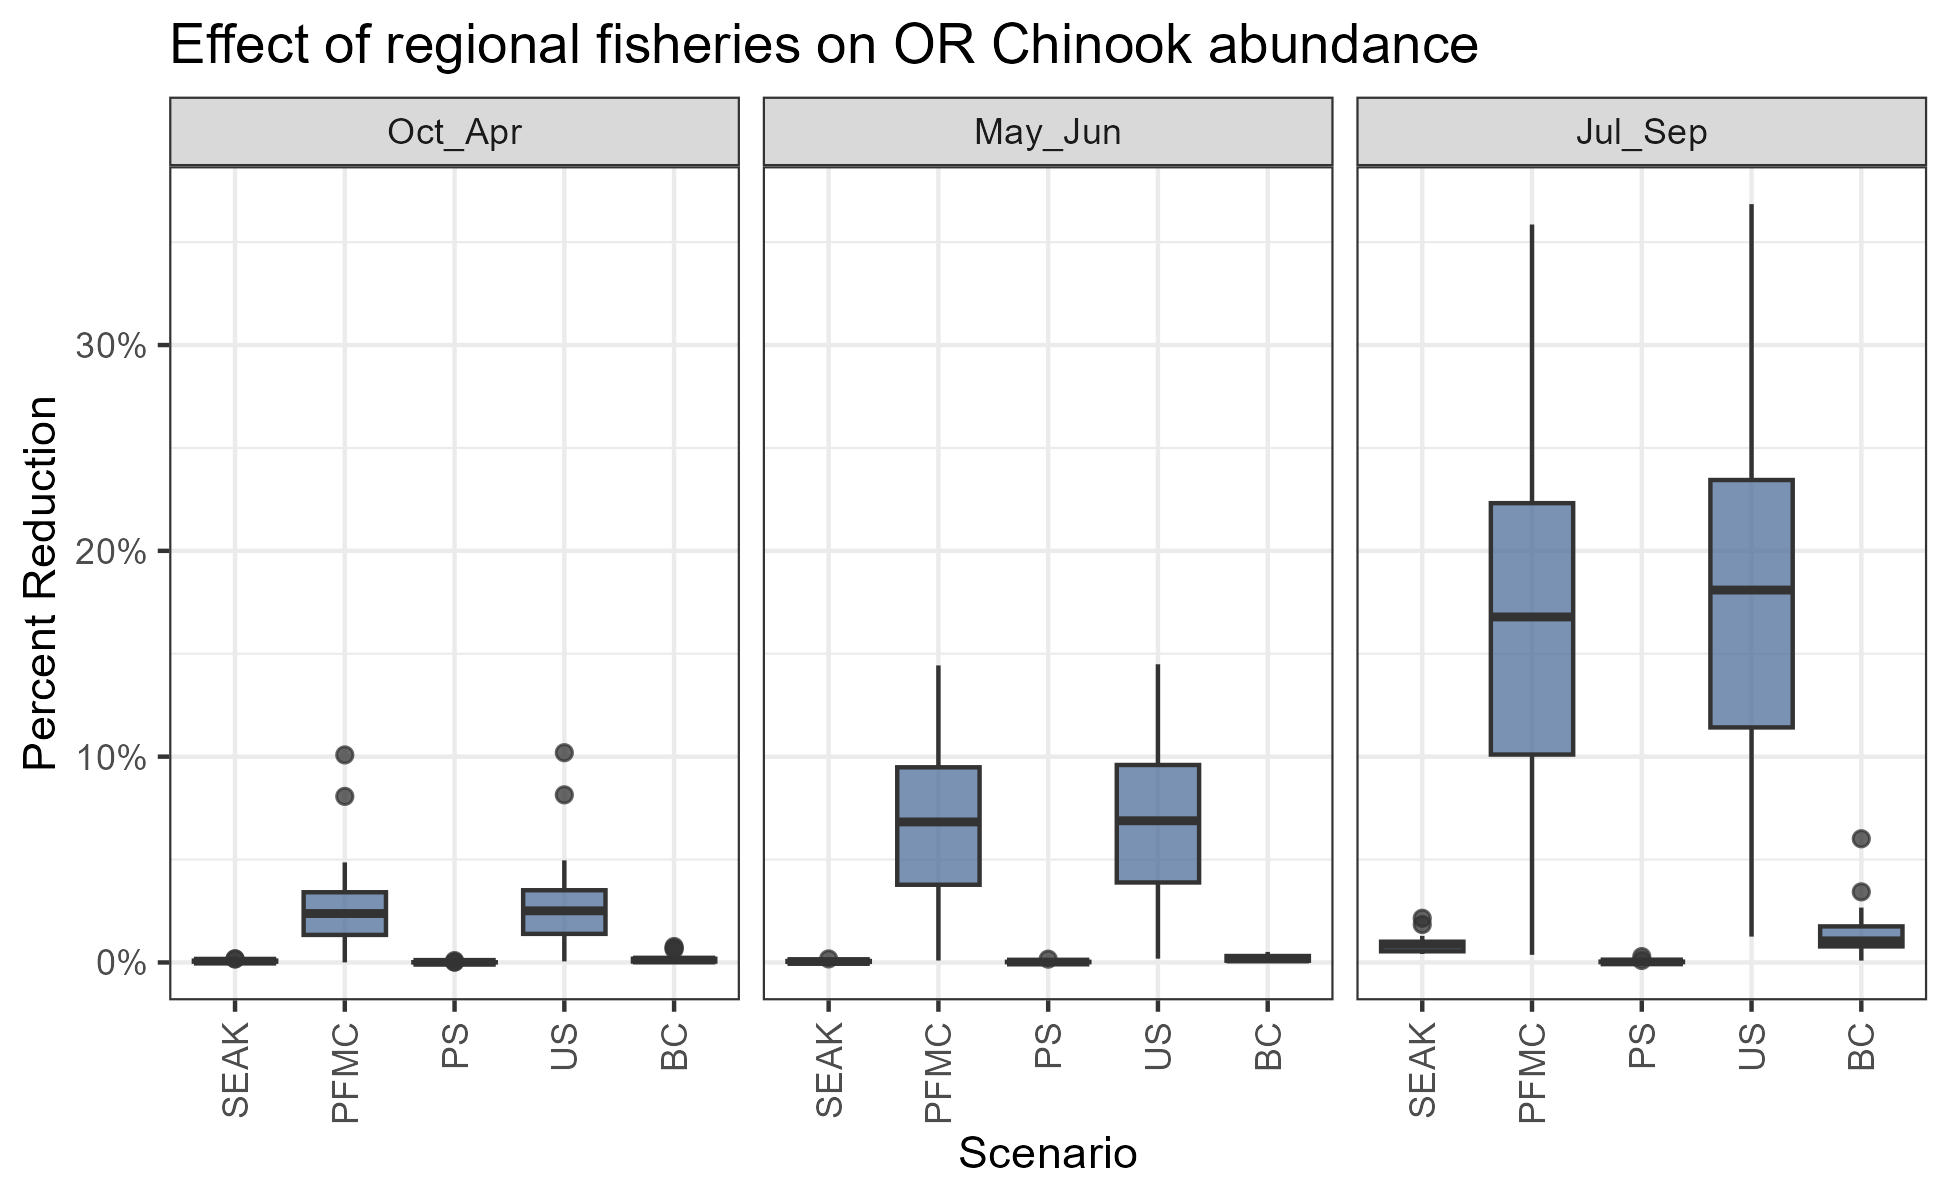 Effect of regional fisheries on OR Chinook abundance
Oct_Apr
May_Jun
Jul_Sep
Percent Reduction
30%
20%
10%
0%
SEAK
PFMC
PS
US
BC
SEAK
PFMC
PS
US
BC
SEAK
PFMC
PS
US
BC
Scenario